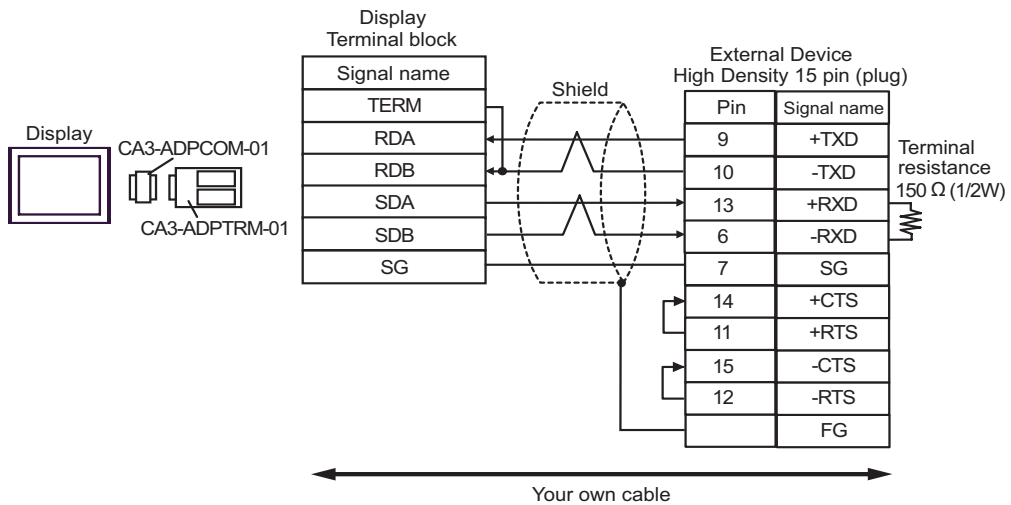 Display
Terminal block
External Device
High Density 15 pin (plug)
Signal name
Shield
Pin Signal name
TERM
RDA 9 +TXD
RDB 10 -TXD
SDA 13 +RXD
SDB 6 -RXD
SG 7 SG
14 +CTS
11 +RTS
15 -CTS
12 -RTS
FG
Display
CA3-ADPCOM-01
CA3-ADPTRM-01
Terminal
resistance
150 Ω (1/2W)
Your own cable